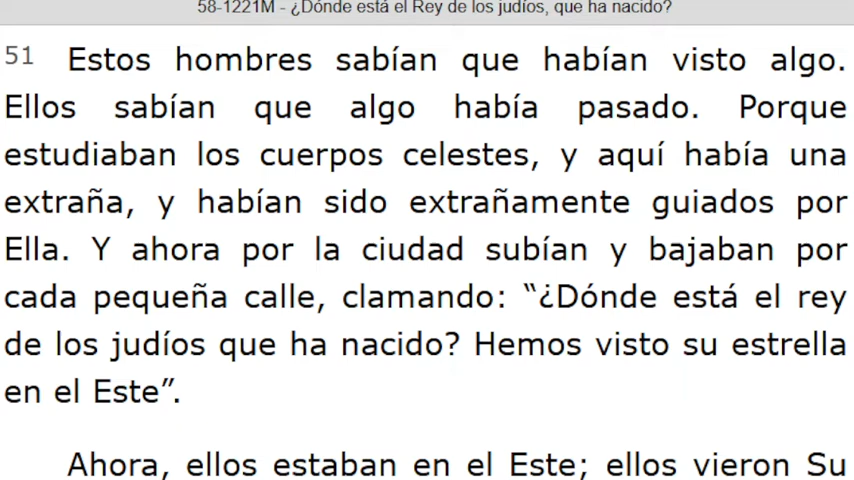 58-1221M - ¿Dónde está el Rey de los judíos, que ha nacido?
51 Estos hombres sabían que habían visto algo.
Ellos sabían que algo había pasado. Porque
estudiaban los cuerpos celestes, y aquí había una
extraña, y habían sido extrañamente guiados por
Ella. Y ahora por la ciudad subían y bajaban por
cada pequeña calle, clamando: “¿Dónde está el rey
de los judíos que ha nacido? Hemos visto su estrella
en el Este”.
Ahora, ellos estaban en el Este; ellos vieron Su